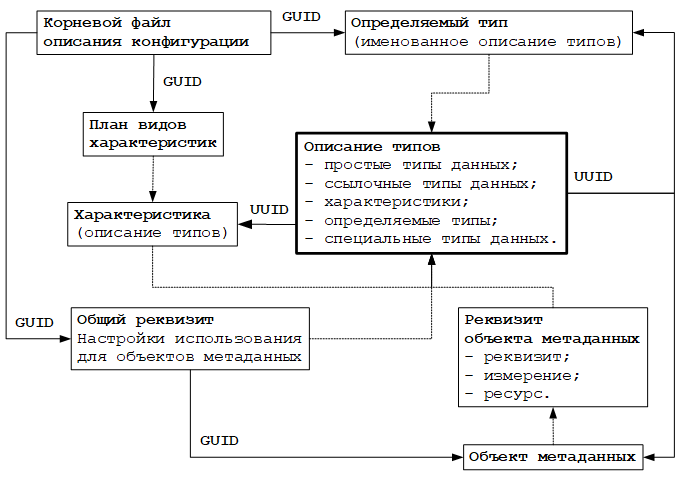 Корневой файл
описания конфигурации
GUID
Определяемый тип
(именованное описание типов)
GUID
План видов
характеристик
Описание типов
– простые типы данных;
– ссылочные типы данных;
– характеристики;
– определяемые типы;
– специальные типы данных.
UUID
UUID
Характеристика
(описание типов)
GUID
Общий реквизит
Настройки использования
для объектов метаданных
Реквизит
объекта метаданных
– реквизит;
– измерение;
– ресурс.
GUID
Объект метаданных